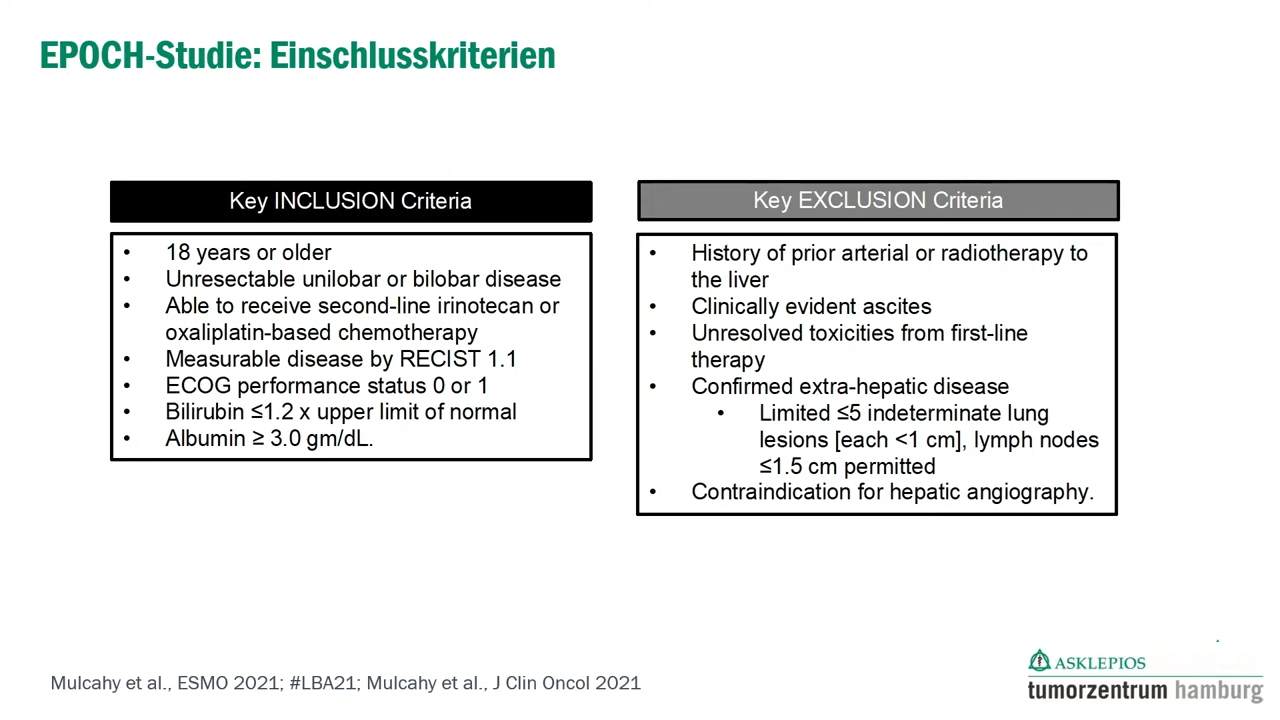 EPOCH-Studie: Einschlusskriterien
Key INCLUSION Criteria
• 18 years or older
• Unresectable unilobar or bilobar disease
• Able to receive second-line irinotecan or
oxaliplatin-based chemotherapy
• Measurable disease by RECIST 1.1
• ECOG performance status 0 or 1
• Bilirubin ≤1.2 x upper limit of normal
• Albumin ≥ 3.0 gm/dL.
Key EXCLUSION Criteria
• History of prior arterial or radiotherapy to
the liver
• Clinically evident ascites
• Unresolved toxicities from first-line
therapy
• Confirmed extra-hepatic disease
• Limited ≤5 indeterminate lung
lesions [each <1 cm], lymph nodes
≤1.5 cm permitted
• Contraindication for hepatic angiography.
Mulcahy et al., ESMO 2021; #LBA21; Mulcahy et al., J Clin Oncol 2021
ASKLEPIOS
tumorzentrum hamburg